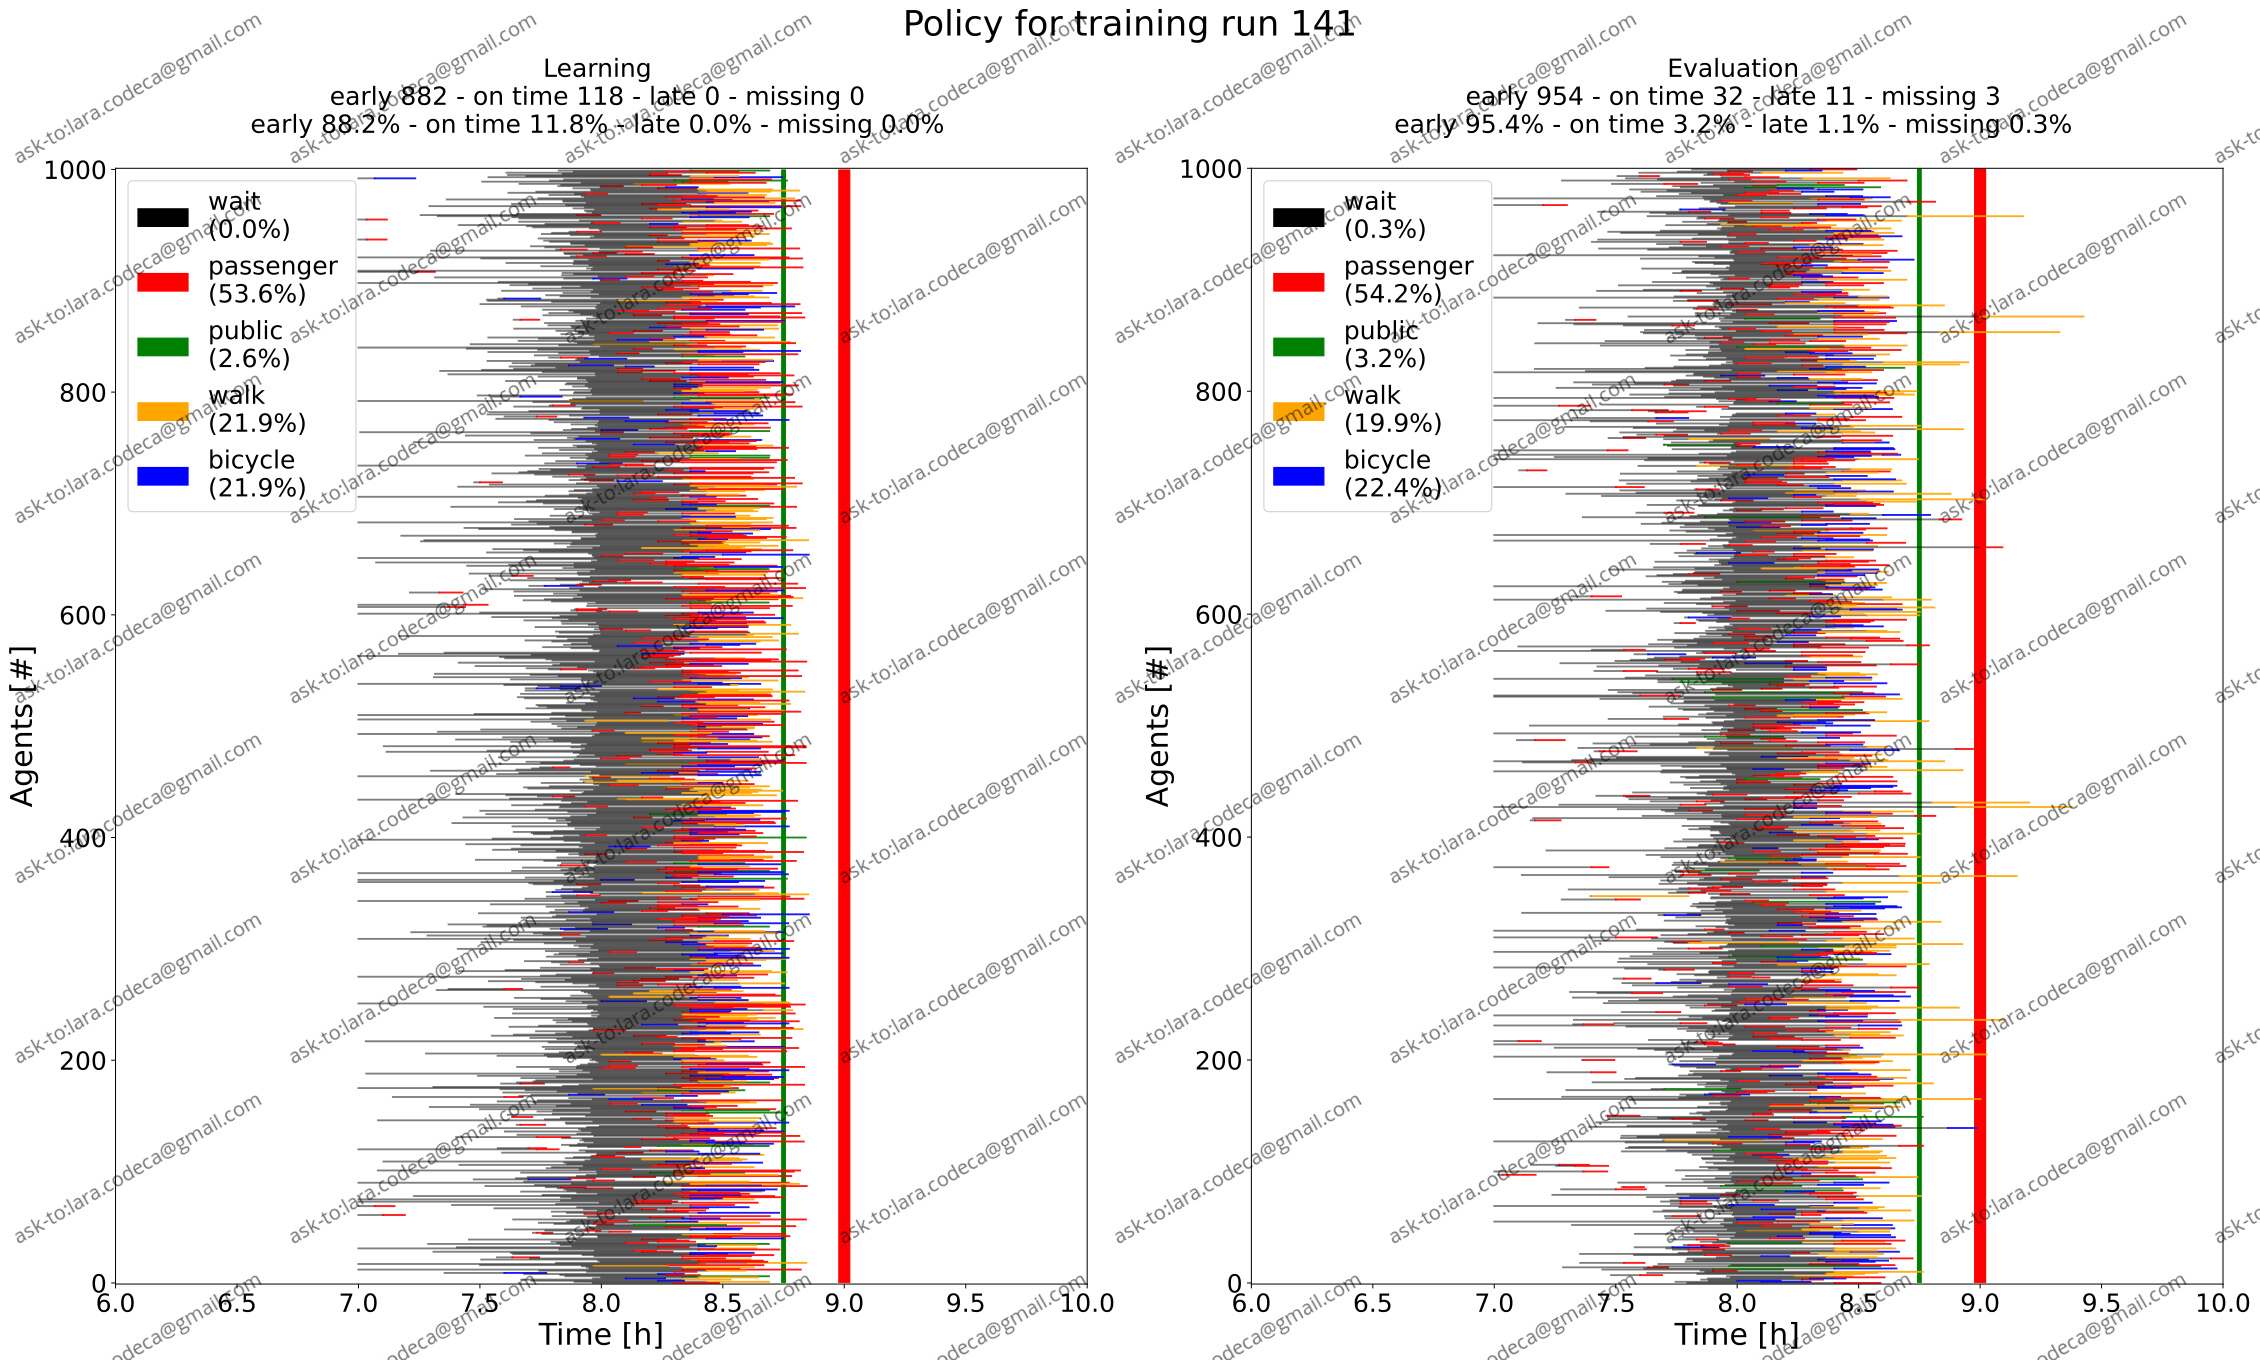 Policy for training run 141
Learning
early 882 - on time 118 - late 0 - missing 0
early 88.2% - on time 11.8% - late 0.0% - missing 0.0%
Evaluation
early 954 - on time 32 - late 11 - missing 3
early 95.4% - on time 3.2% - late 1.1% - missing 0.3%
wait
(0.0%)
passenger
(53.6%)
public
(2.6%)
walk
(21.9%)
bicycle
(21.9%)
1000
800
600
400
200
0
Agents [#]
6.0 6.5 7.0 7.5 8.0 8.5 9.0 9.5 10.0
Time [h]
wait
(0.3%)
passenger
(54.2%)
public
(3.2%)
walk
(19.9%)
bicycle
(22.4%)
1000
800
600
400
200
0
Agents [#]
6.0 6.5 7.0 7.5 8.0 8.5 9.0 9.5 10.0
Time [h]
ask-to:lara.codeca@gmail.com